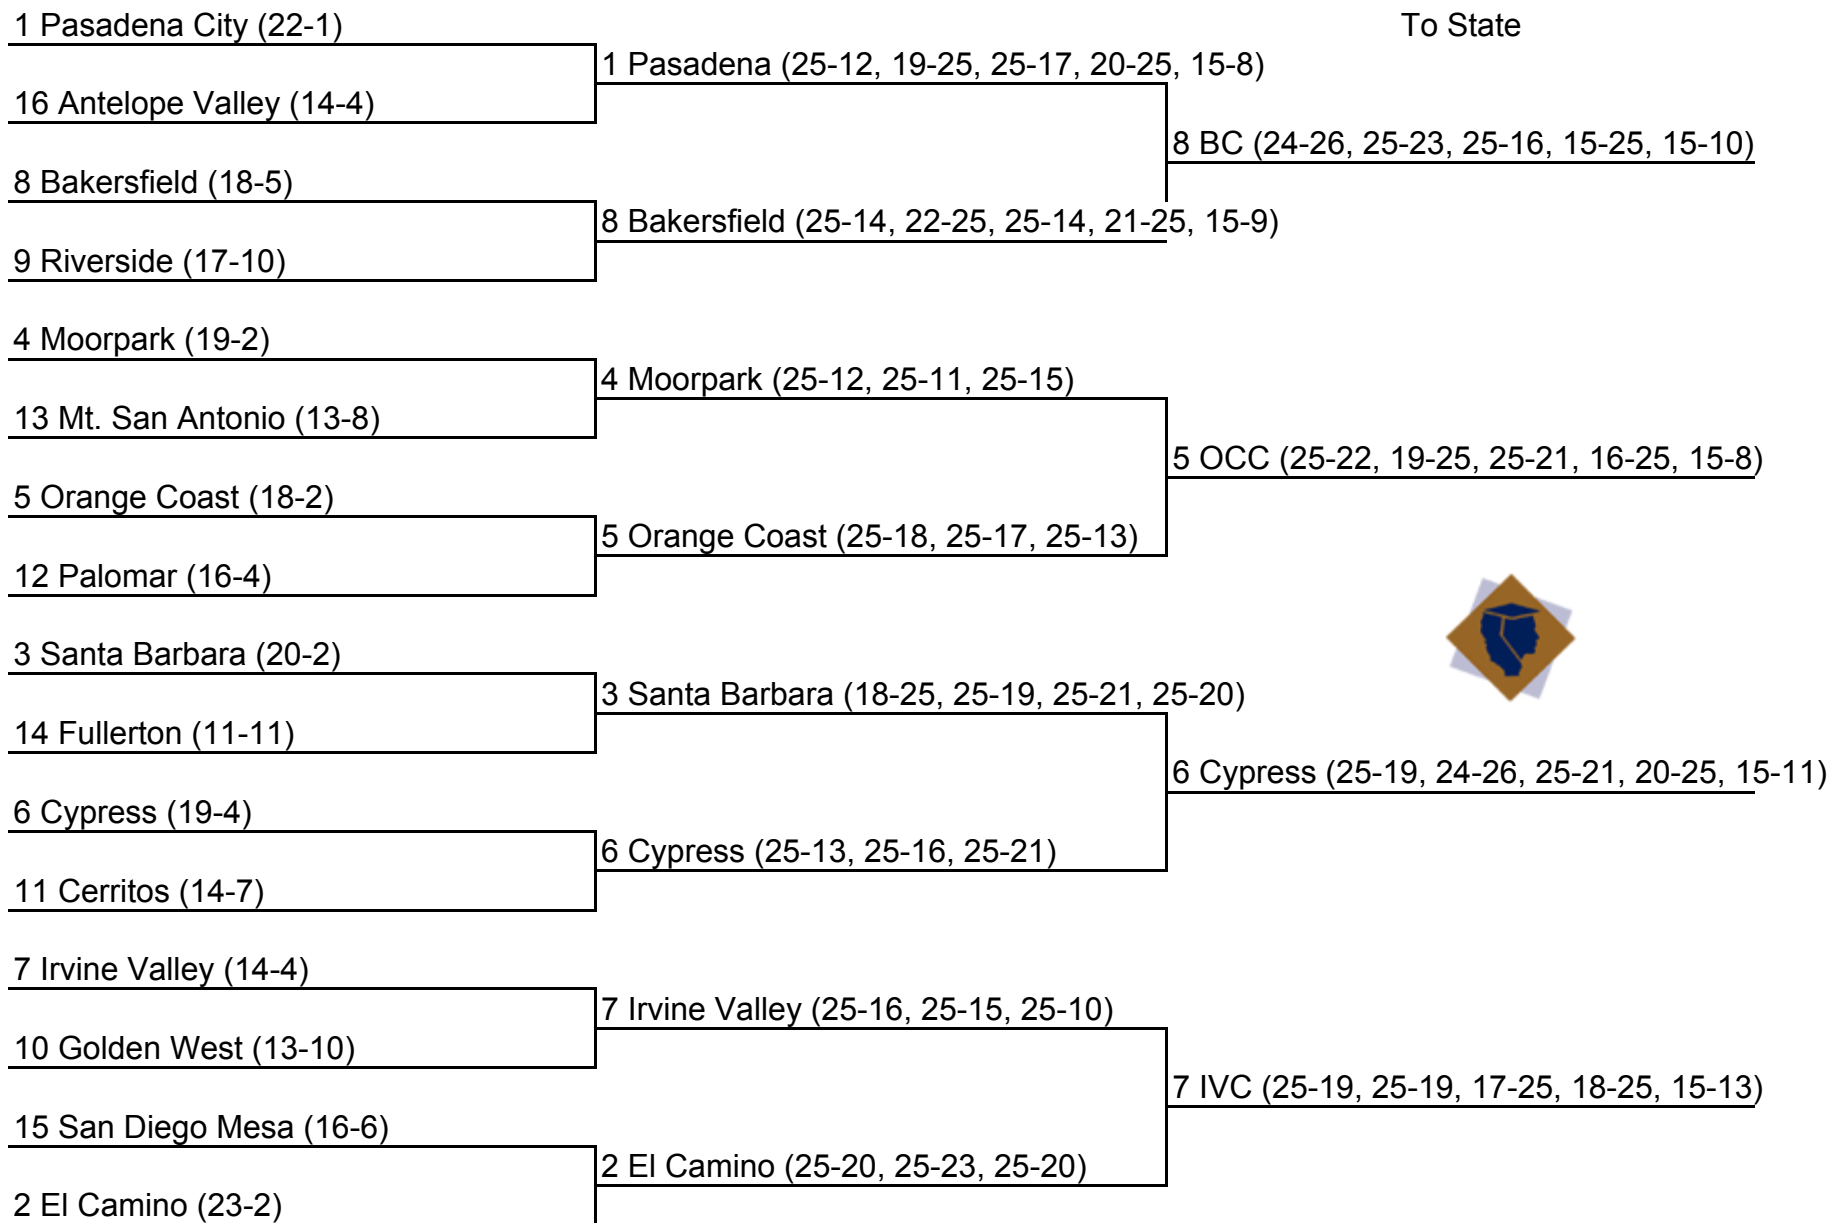 1 Pasadena City (22-1)
To State
1 Pasadena (25-12, 19-25, 25-17, 20-25, 15-8)
16 Antelope Valley (14-4)
8 BC (24-26, 25-23, 25-16, 15-25, 15-10)
8 Bakersfield (18-5)
8 Bakersfield (25-14, 22-25, 25-14, 21-25, 15-9)
9 Riverside (17-10)
4 Moorpark (19-2)
4 Moorpark (25-12, 25-11, 25-15)
13 Mt. San Antonio (13-8)
5 OCC (25-22, 19-25, 25-21, 16-25, 15-8)
5 Orange Coast (18-2)
5 Orange Coast (25-18, 25-17, 25-13)
12 Palomar (16-4)
3 Santa Barbara (20-2)
3 Santa Barbara (18-25, 25-19, 25-21, 25-20)
14 Fullerton (11-11)
6 Cypress (25-19, 24-26, 25-21, 20-25, 15-11)
6 Cypress (19-4)
6 Cypress (25-13, 25-16, 25-21)
11 Cerritos (14-7)
7 Irvine Valley (14-4)
7 Irvine Valley (25-16, 25-15, 25-10)
10 Golden West (13-10)
7 IVC (25-19, 25-19, 17-25, 18-25, 15-13)
15 San Diego Mesa (16-6)
2 El Camino (25-20, 25-23, 25-20)
2 El Camino (23-2)